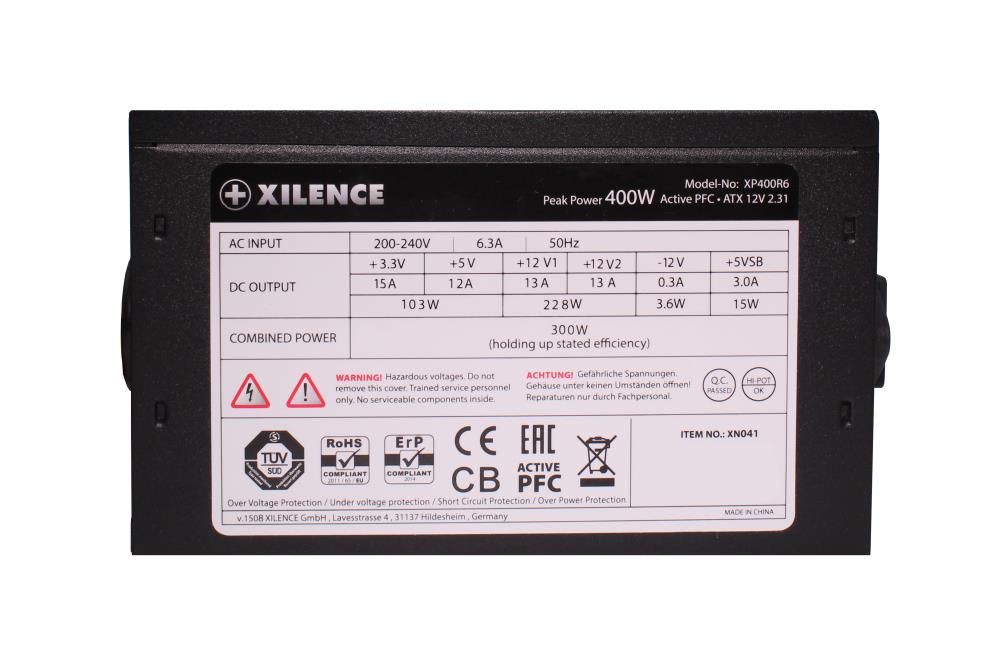 XILENCE
Model-No: XP400R6
Peak Power 400W Active PFC • ATX 12V 2.31
AC INPUT 200-240V 6.3A 50Hz
DC OUTPUT
+3.3V +5V +12 V1 +12 V2 -12 V +5VSB
15A 12A 13 A 13 A 0.3A 3.0A
103W 228W 3.6W 15W
COMBINED POWER
300W
(holding up stated efficiency)
WARNING! Hazardous voltages. Do not
remove this cover. Trained service personnel
only. No serviceable components inside.
ACHTUNG! Gefährliche Spannungen.
Gehäuse unter keinen Umständen öffnen!
Reparaturen nur durch Fachpersonal.
Q.C.
PASSED
HI-POT
OK
TÜV
SÜD
RoHS
COMPLIANT
2011 / 65 / EU
ErP
COMPLIANT
2014
CE
CB
EAC
ACTIVE
PFC
ITEM NO.: XN041
Over Voltage Protection / Under voltage protection / Short Circuit Protection / Over Power Protection
v.1508 XILENCE GmbH , Lavesstrasse 4 , 31137 Hildesheim , Germany
MADE IN CHINA